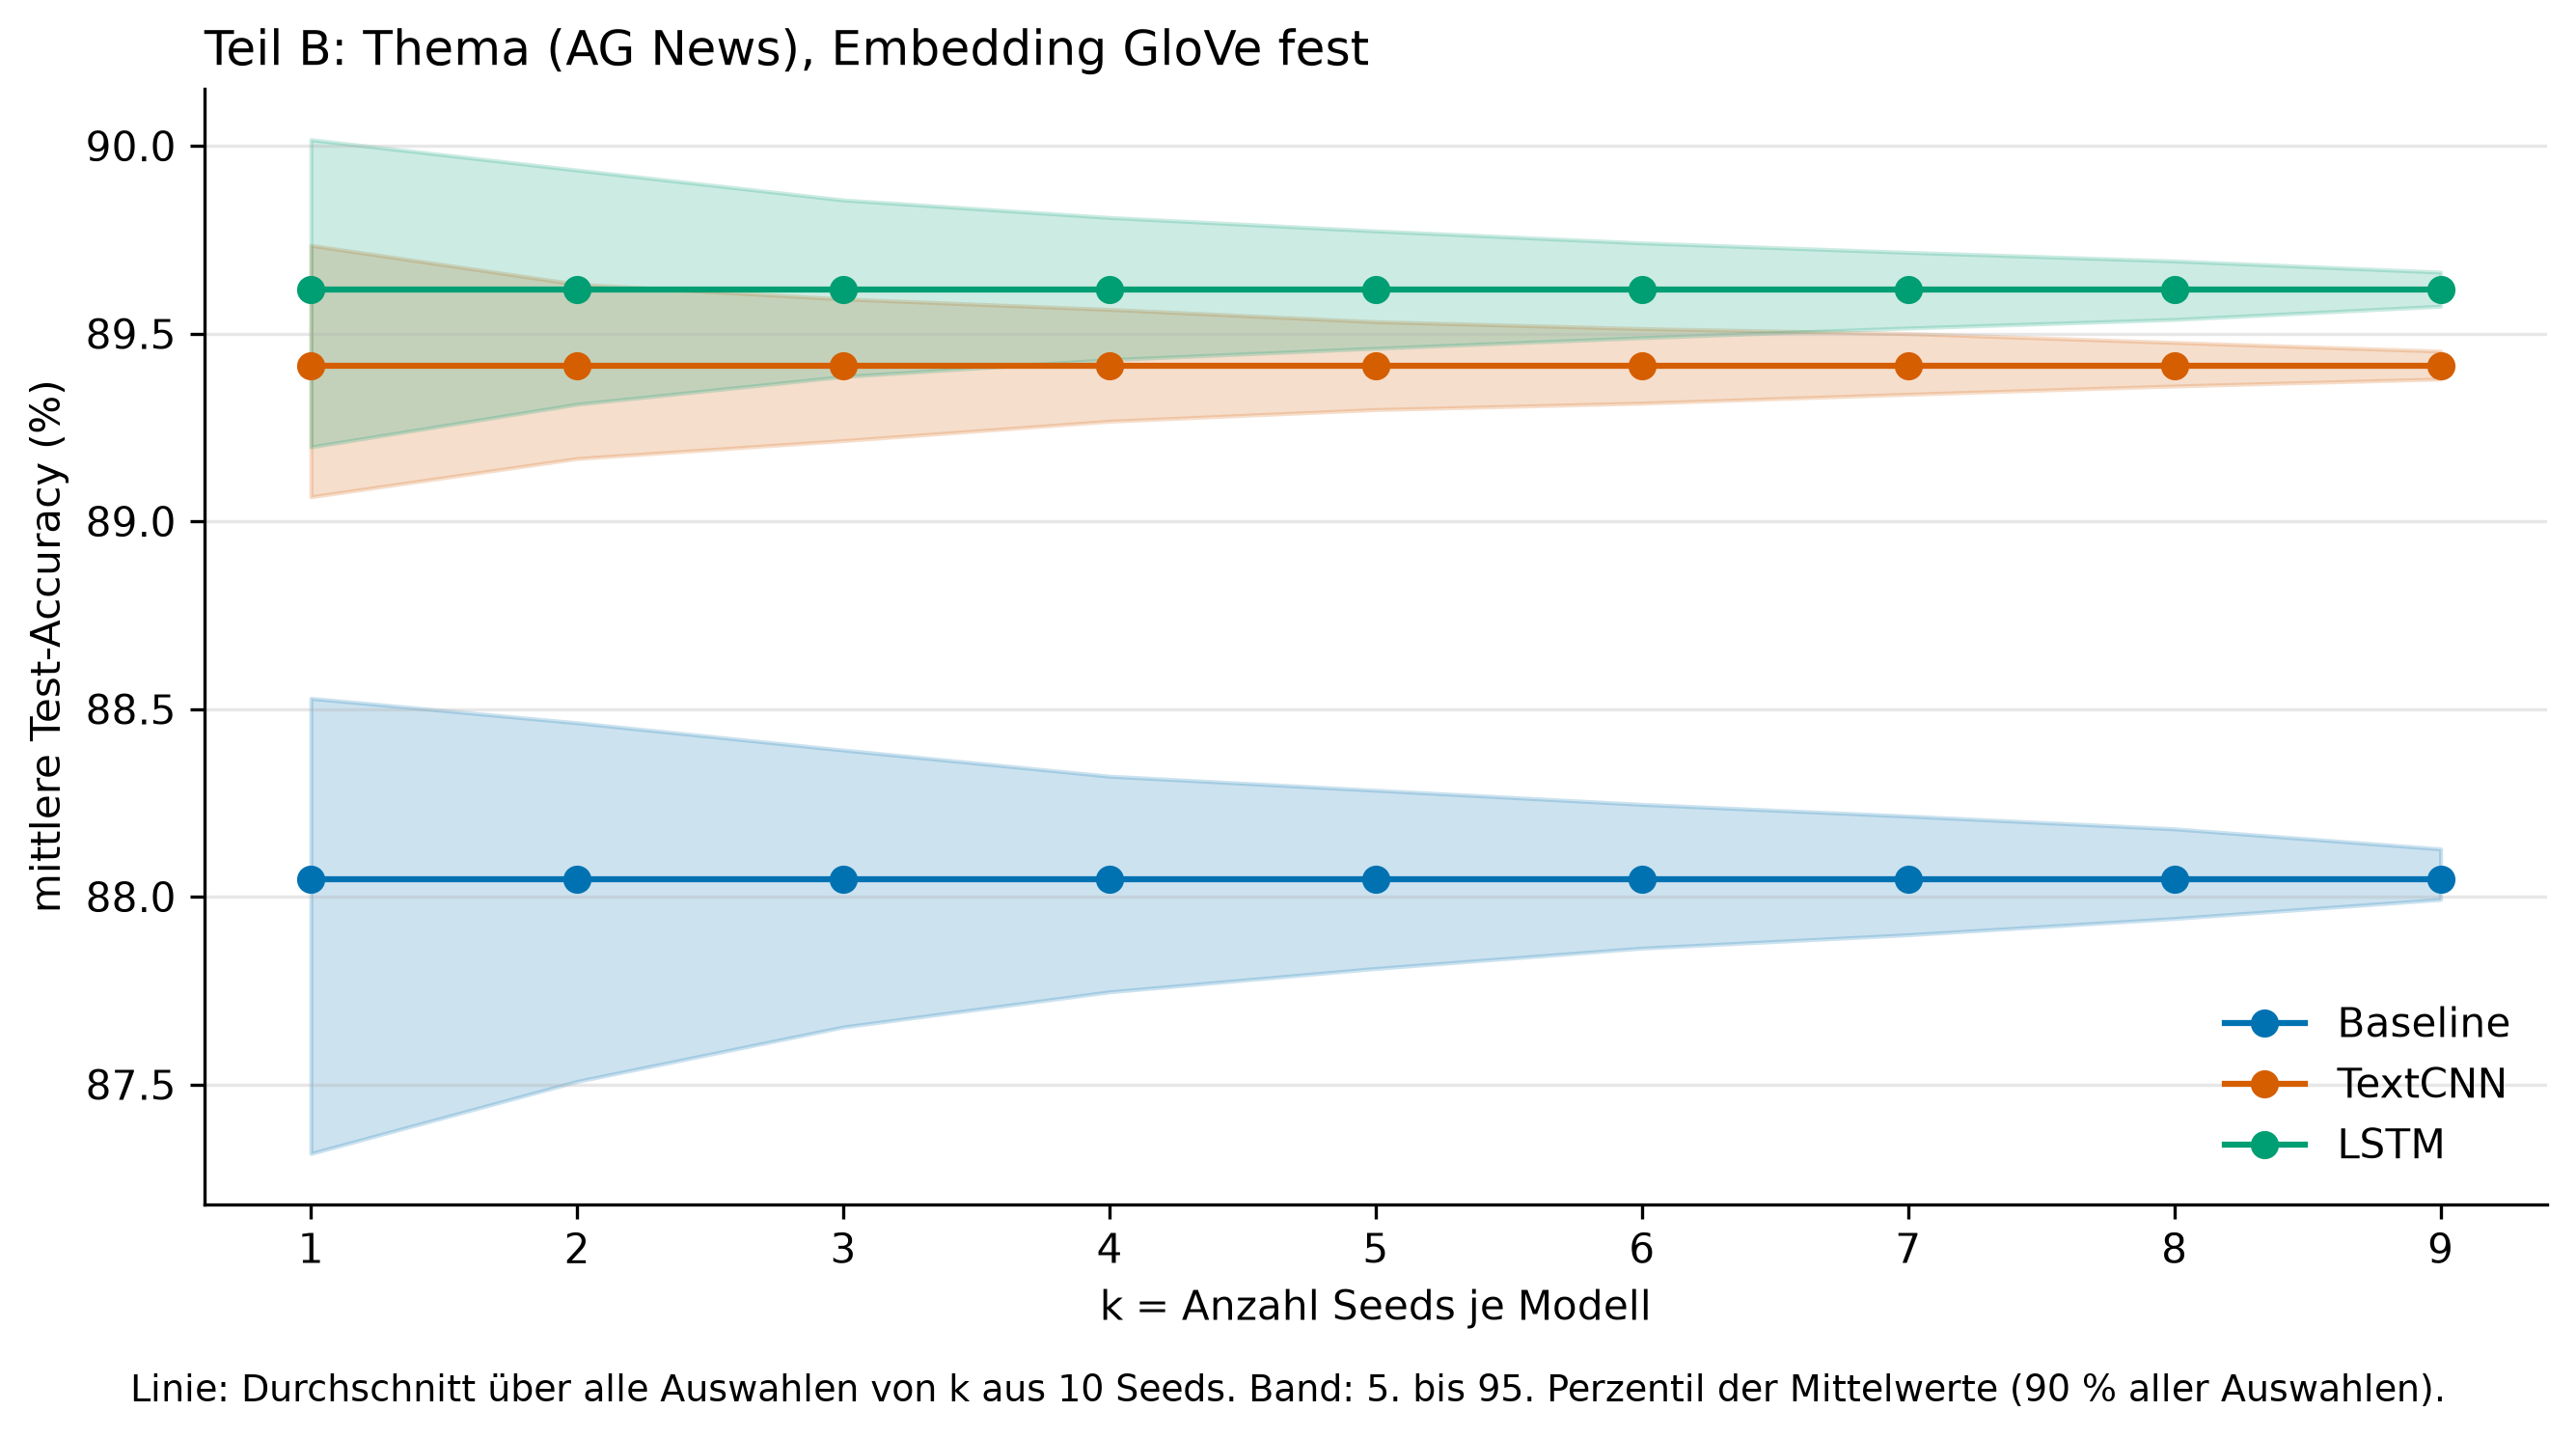 Teil B: Thema (AG News), Embedding GloVe fest
mittlere Test-Accuracy (%)
90.0
89.5
89.0
88.5
88.0
87.5
Baseline
TextCNN
LSTM
1 2 3 4 5 6 7 8 9
k = Anzahl Seeds je Modell
Linie: Durchschnitt über alle Auswahlen von k aus 10 Seeds. Band: 5. bis 95. Perzentil der Mittelwerte (90 % aller Auswahlen).